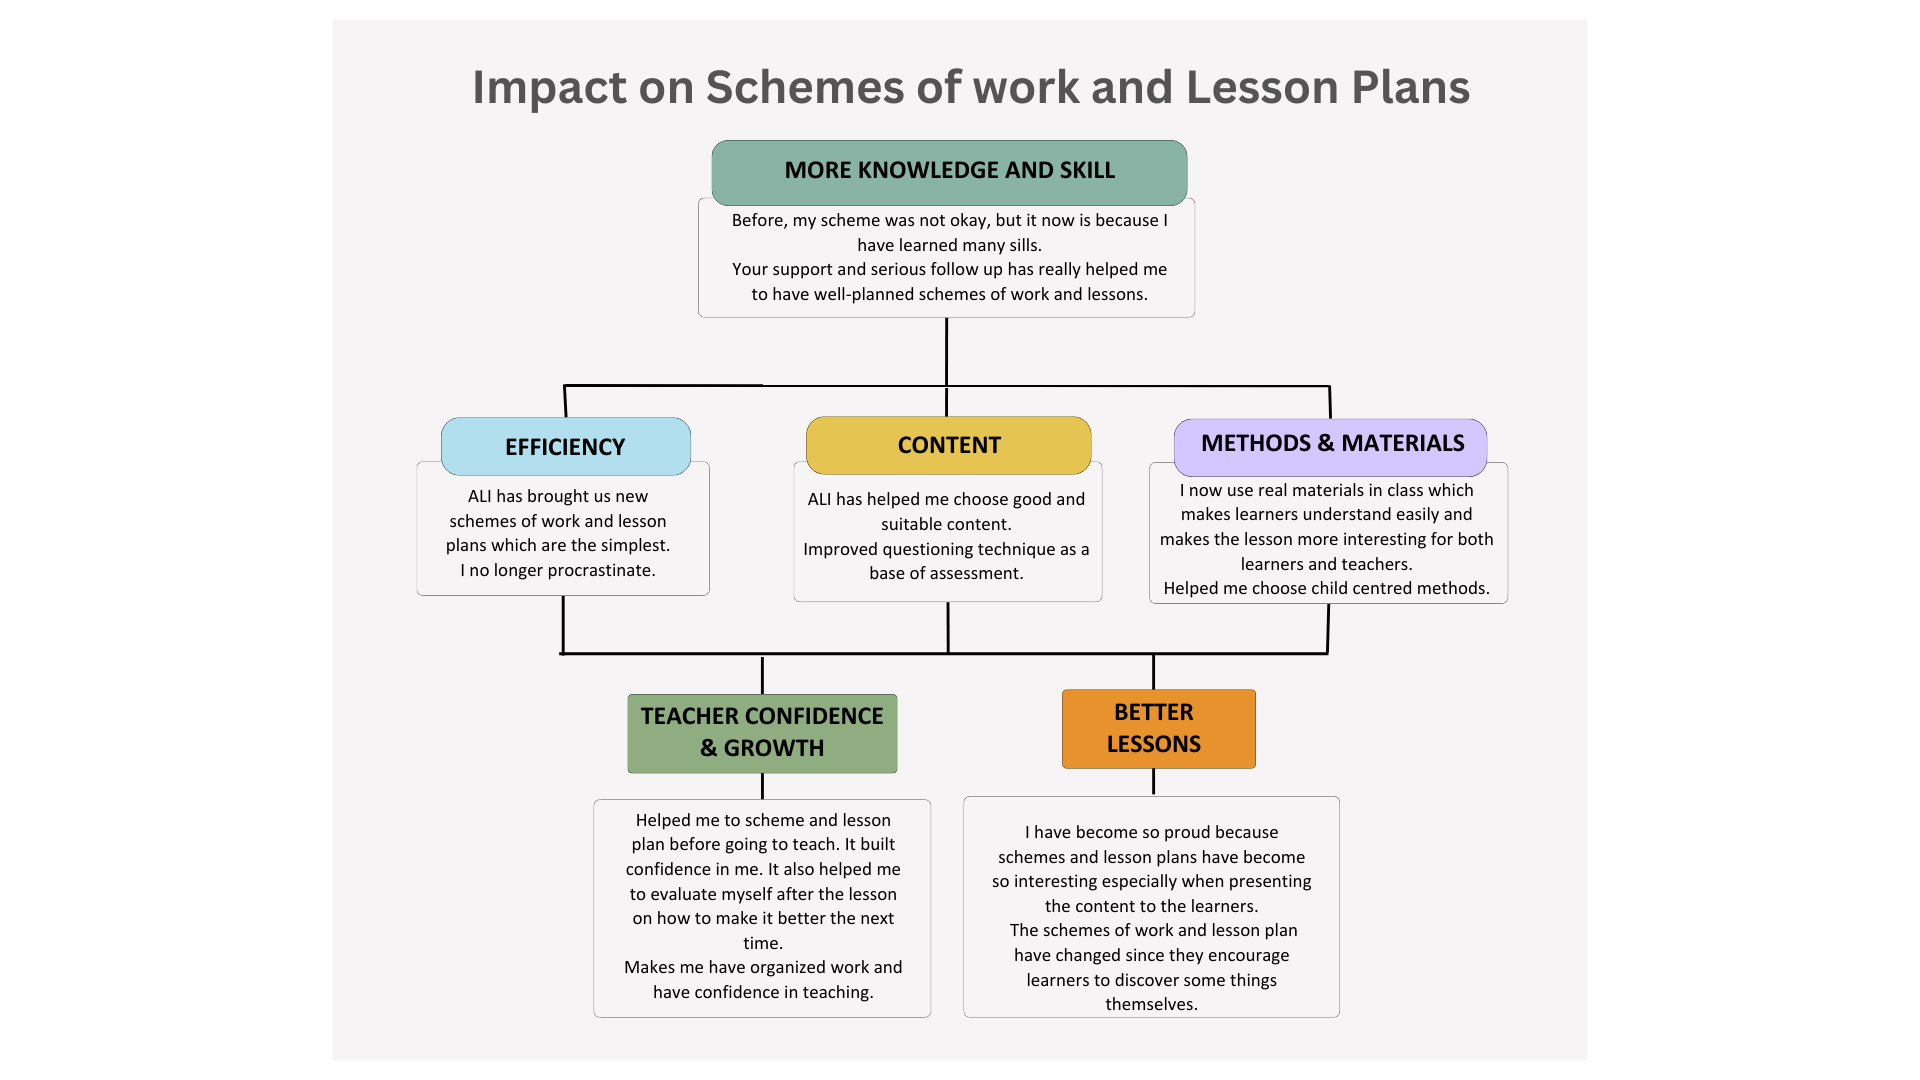 Impact on Schemes of work and Lesson Plans
MORE KNOWLEDGE AND SKILL
Before, my scheme was not okay, but it now is because I
have learned many sills.
Your support and serious follow up has really helped me
to have well-planned schemes of work and lessons.
EFFICIENCY
ALI has brought us new
schemes of work and lesson
plans which are the simplest.
I no longer procrastinate.
CONTENT
ALI has helped me choose good and
suitable content.
Improved questioning technique as a
base of assessment.
METHODS & MATERIALS
I now use real materials in class which
makes learners understand easily and
makes the lesson more interesting for both
learners and teachers.
Helped me choose child centred methods.
TEACHER CONFIDENCE
& GROWTH
Helped me to scheme and lesson
plan before going to teach. It built
confidence in me. It also helped me
to evaluate myself after the lesson
on how to make it better the next
time.
Makes me have organized work and
have confidence in teaching.
BETTER
LESSONS
I have become so proud because
schemes and lesson plans have become
so interesting especially when presenting
the content to the learners.
The schemes of work and lesson plan
have changed since they encourage
learners to discover some things
themselves.